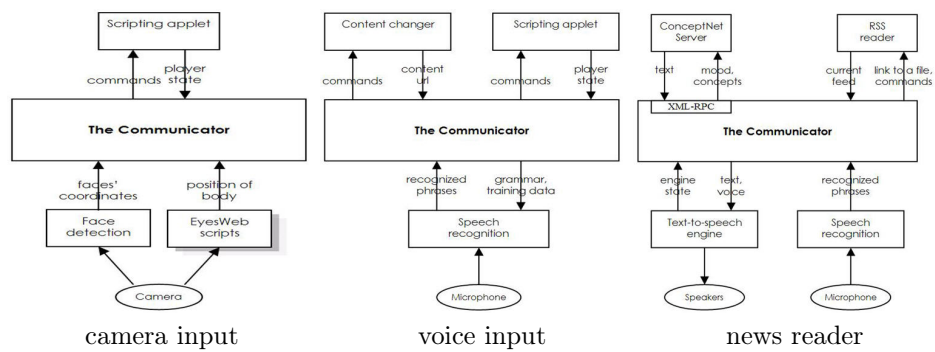 Scripting applet
commands
player
state
The Communicator
faces'
coordinates
position of
body
Face
detection
EyesWeb
scripts
Camera
camera input
Content changer
Scripting applet
commands
content
url
commands
player
state
The Communicator
recognized
phrases
grammar,
training data
Speech
recognition
Microphone
voice input
ConceptNet
Server
RSS
reader
text
mood,
concepts
current
feed
link to a file,
commands
XML-RPC
The Communicator
engine
state
text,
voice
recognized
phrases
Text-to-speech
engine
Speech
recognition
Speakers
Microphone
news reader